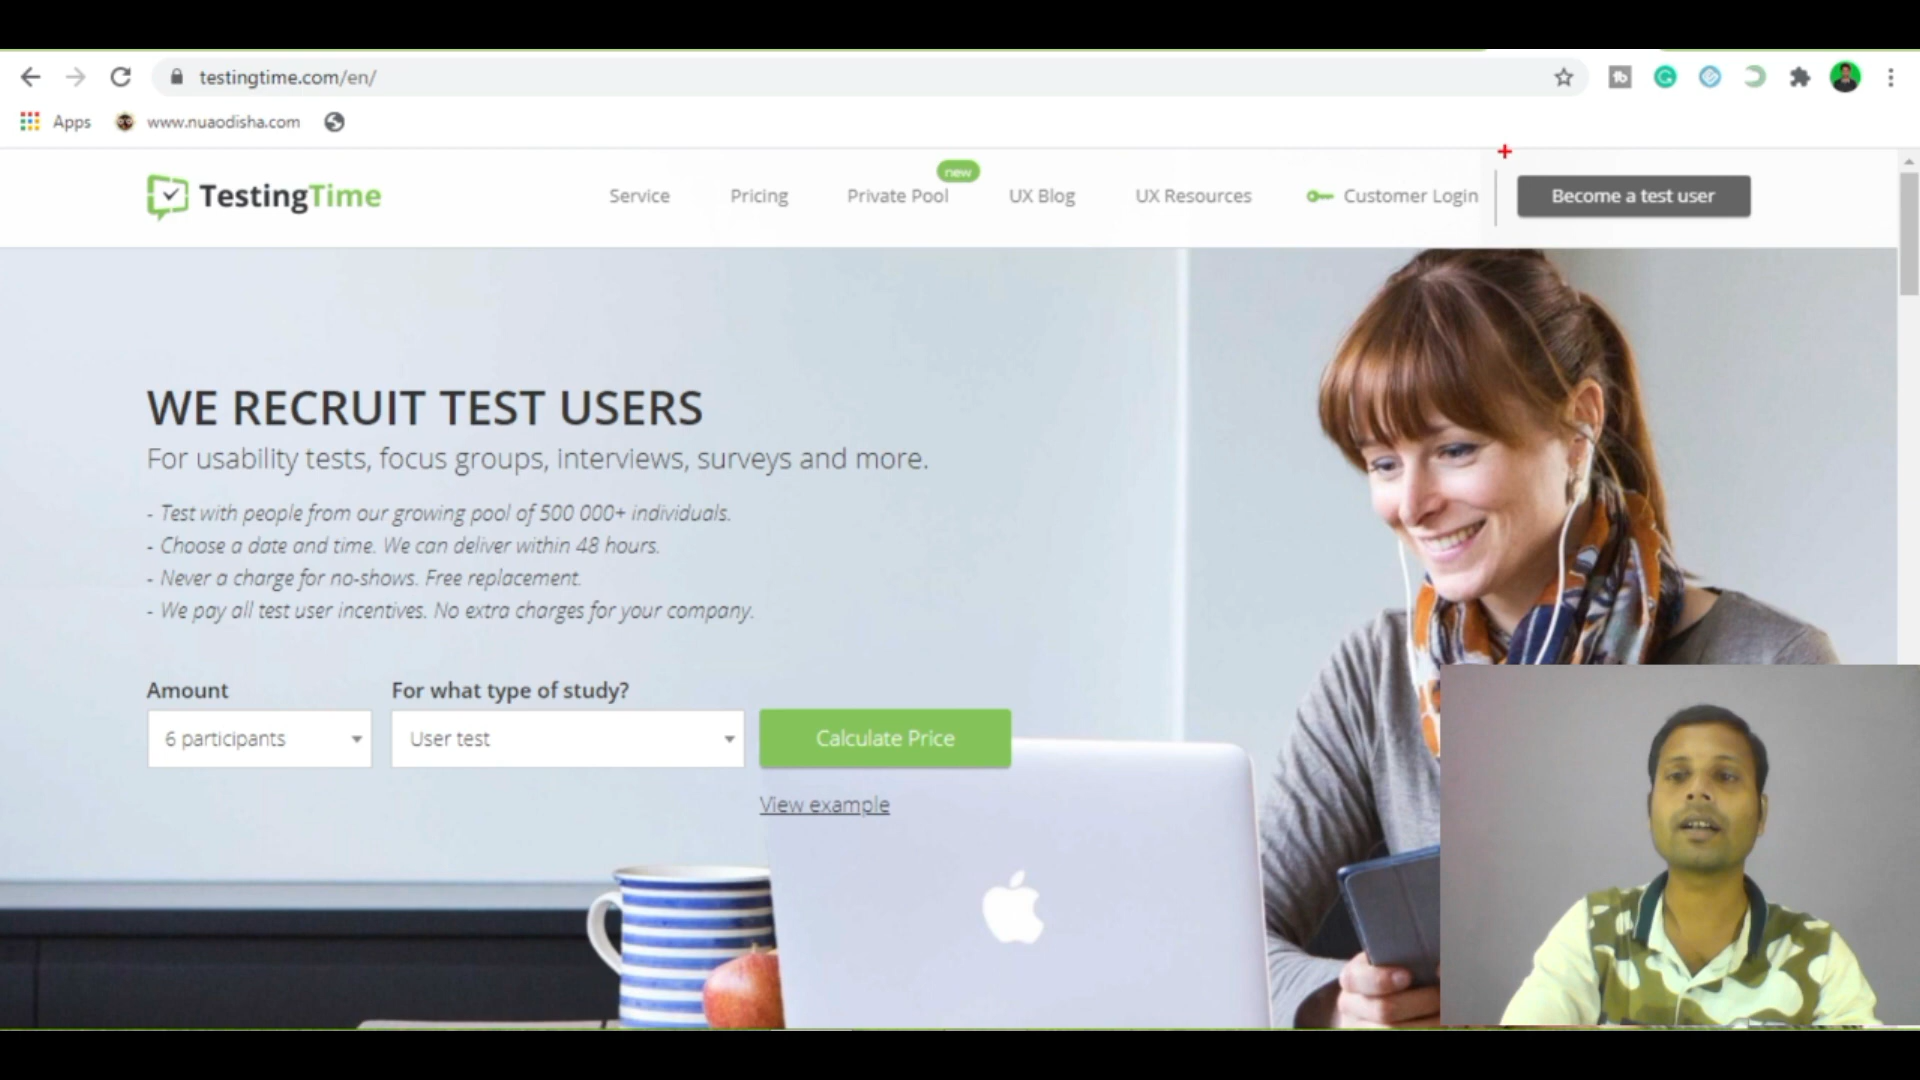 testingtime.com/en/
Apps
www.nuaodisha.com
TestingTime
Service
Pricing
Private Pool
new
UX Blog
UX Resources
Customer Login
Become a test user
WE RECRUIT TEST USERS
For usability tests, focus groups, interviews, surveys and more.
- Test with people from our growing pool of 500 000+ individuals.
- Choose a date and time. We can deliver within 48 hours.
- Never a charge for no-shows. Free replacement.
- We pay all test user incentives. No extra charges for your company.
Amount
For what type of study?
6 participants
User test
Calculate Price
View example